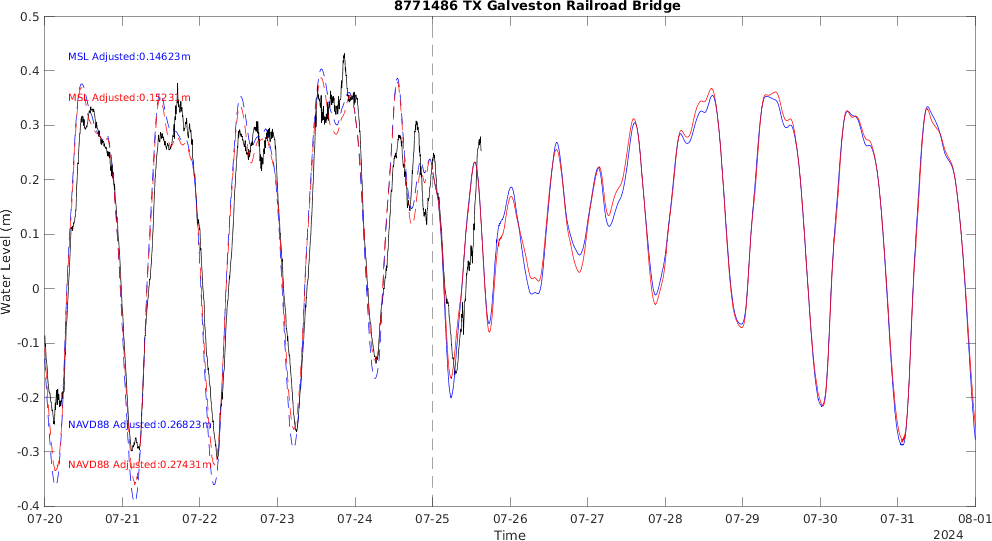 8771486 TX Galveston Railroad Bridge
0.5
0.4
0.3
0.2
0.1
0
-0.1
-0.2
-0.3
-0.4
Water Level (m)
MSL Adjusted:0.14623m
MSL Adjusted:0.15231m
NAVD88 Adjusted:0.26823m
NAVD88 Adjusted:0.27431m
07-20 07-21 07-22 07-23 07-24 07-25 07-26 07-27 07-28 07-29 07-30 07-31 08-01
Time
2024